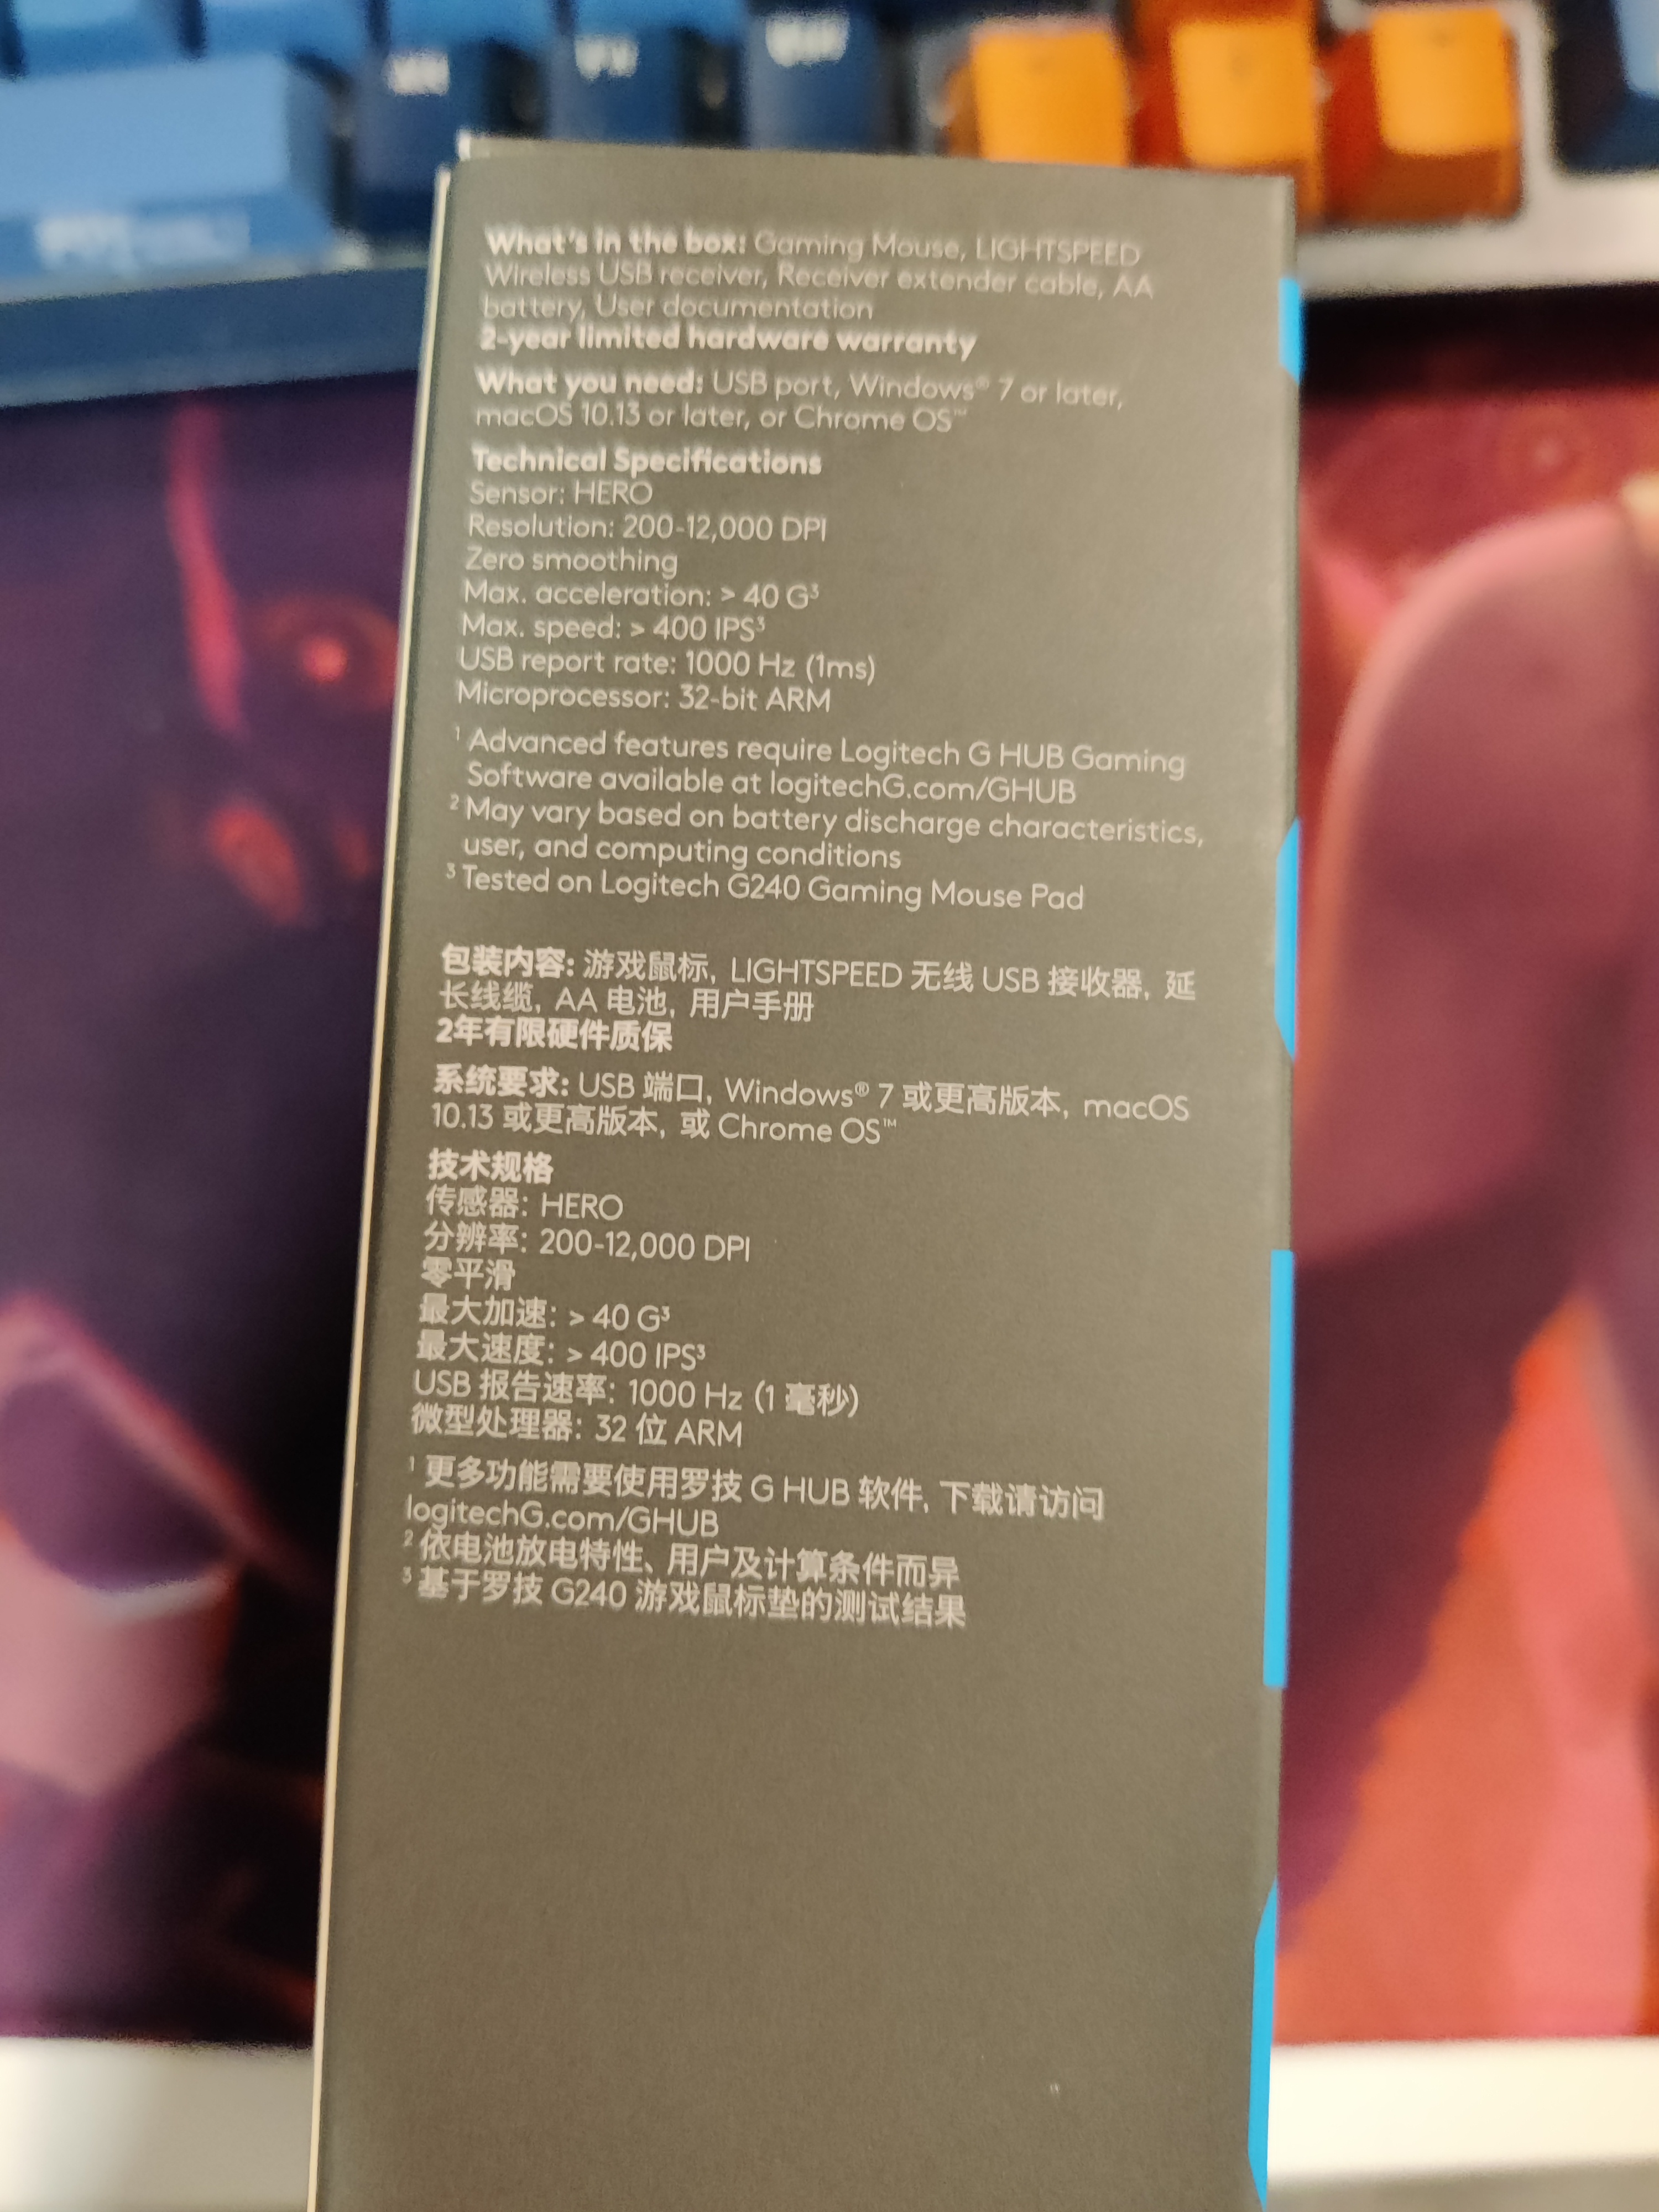 What's in the box: Gaming Mouse, LIGHTSPEED
Wireless USB receiver, Receiver extender cable, AA
battery, User documentation
2-year limited hardware warranty
What you need: USB port, Windows® 7 or later,
macOS 10.13 or later, or Chrome OS™
Technical Specifications
Sensor: HERO
Resolution: 200-12,000 DPI
Zero smoothing
Max. acceleration: > 40 G³
Max. speed: > 400 IPS³
USB report rate: 1000 Hz (1ms)
Microprocessor: 32-bit ARM
¹ Advanced features require Logitech G HUB Gaming
Software available at logitechG.com/GHUB
² May vary based on battery discharge characteristics,
user, and computing conditions
³ Tested on Logitech G240 Gaming Mouse Pad
包装内容: 游戏鼠标, LIGHTSPEED 无线 USB 接收器, 延
长线缆, AA 电池, 用户手册
2年有限硬件质保
系统要求: USB 端口, Windows® 7 或更高版本, macOS
10.13 或更高版本, 或 Chrome OS™
技术规格
传感器: HERO
分辨率: 200-12,000 DPI
零平滑
最大加速: > 40 G³
最大速度: > 400 IPS³
USB 报告速率: 1000 Hz (1 毫秒)
微型处理器: 32 位 ARM
¹ 更多功能需要使用罗技 G HUB 软件, 下载请访问
logitechG.com/GHUB
² 依电池放电特性、用户及计算条件而异
³ 基于罗技 G240 游戏鼠标垫的测试结果